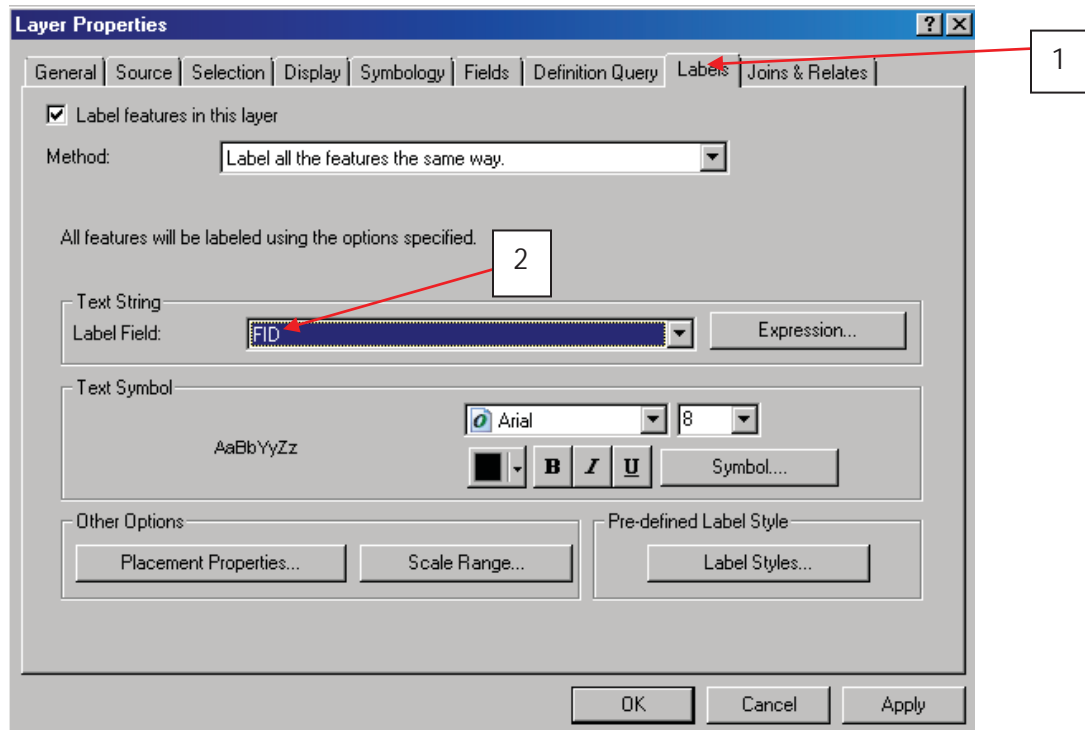 Layer Properties
1
General Source Selection Display Symbology Fields Definition Query Labels Joins & Relates
Label features in this layer
Method: Label all the features the same way.
All features will be labeled using the options specified.
2
Text String
Label Field: FID Expression...
Text Symbol
AaBbYyZz
Arial 8
B I U Symbol....
Other Options Pre-defined Label Style
Placement Properties... Scale Range... Label Styles...
OK Cancel Apply